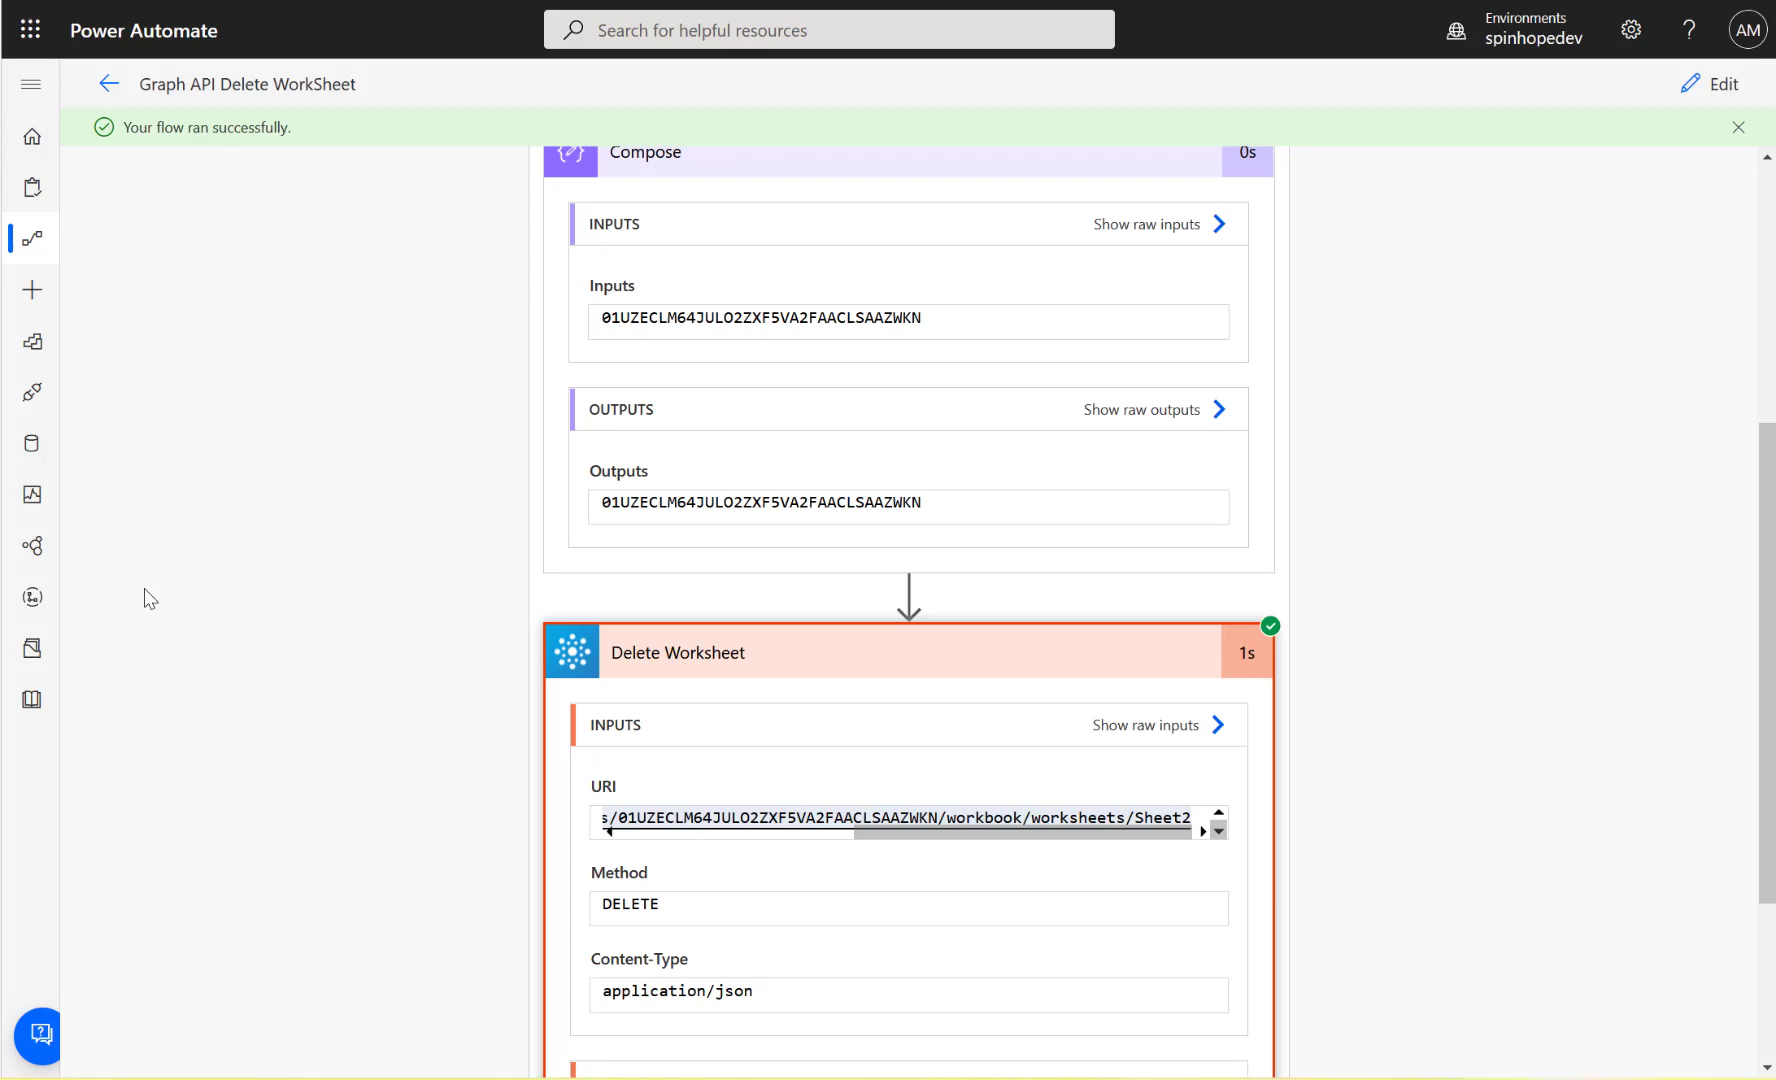 Power Automate
Search for helpful resources
Environments
spinhopedev
?
AM
Graph API Delete WorkSheet
Edit
Your flow ran successfully.
Compose
0s
INPUTS
Show raw inputs
Inputs
01UZECLM64JULO2ZXF5VA2FAACLSAAZWKN
OUTPUTS
Show raw outputs
Outputs
01UZECLM64JULO2ZXF5VA2FAACLSAAZWKN
Delete Worksheet
1s
INPUTS
Show raw inputs
URI
s/01UZECLM64JULO2ZXF5VA2FAACLSAAZWKN/workbook/worksheets/Sheet2
Method
DELETE
Content-Type
application/json